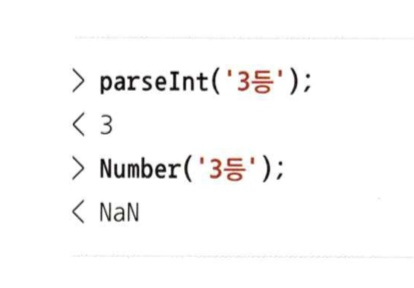 > parseInt('3등');
< 3
> Number('3등');
< NaN